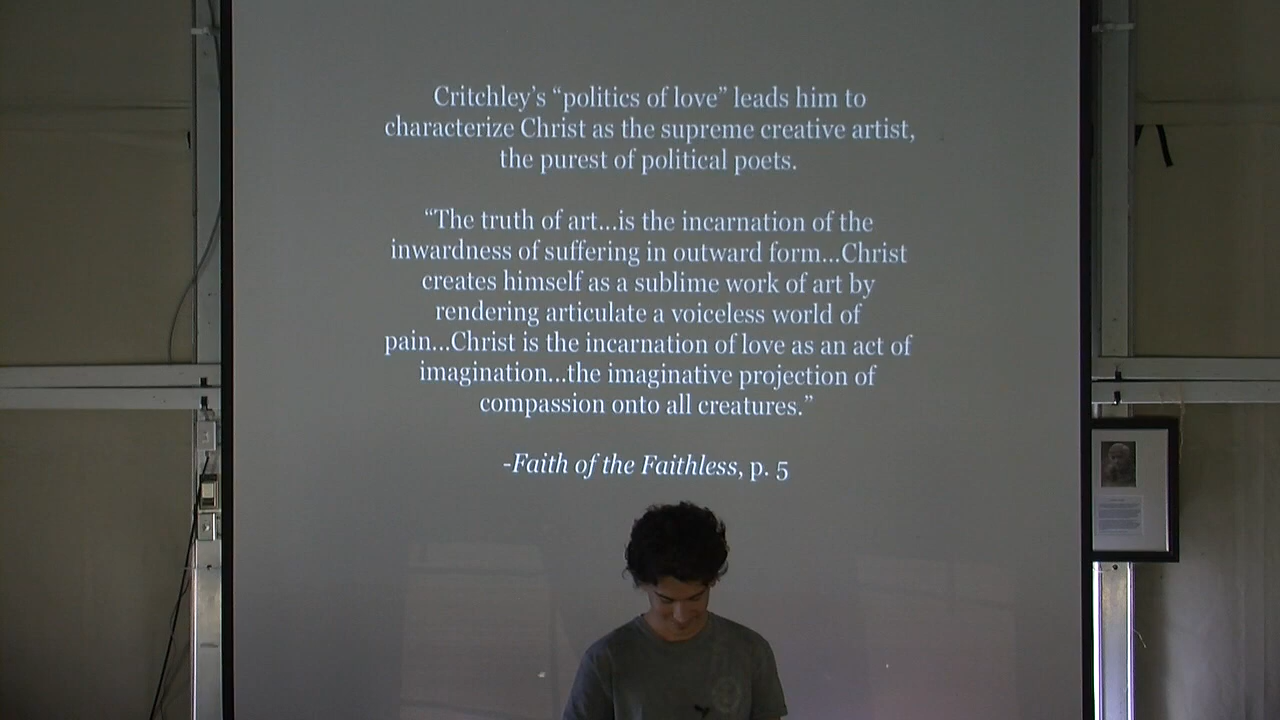 Critchley’s “politics of love” leads him to
characterize Christ as the supreme creative artist,
the purest of political poets.
“The truth of art...is the incarnation of the
inwardness of suffering in outward form...Christ
creates himself as a sublime work of art by
rendering articulate a voiceless world of
pain...Christ is the incarnation of love as an act of
imagination...the imaginative projection of
compassion onto all creatures.”
-Faith of the Faithless, p. 5